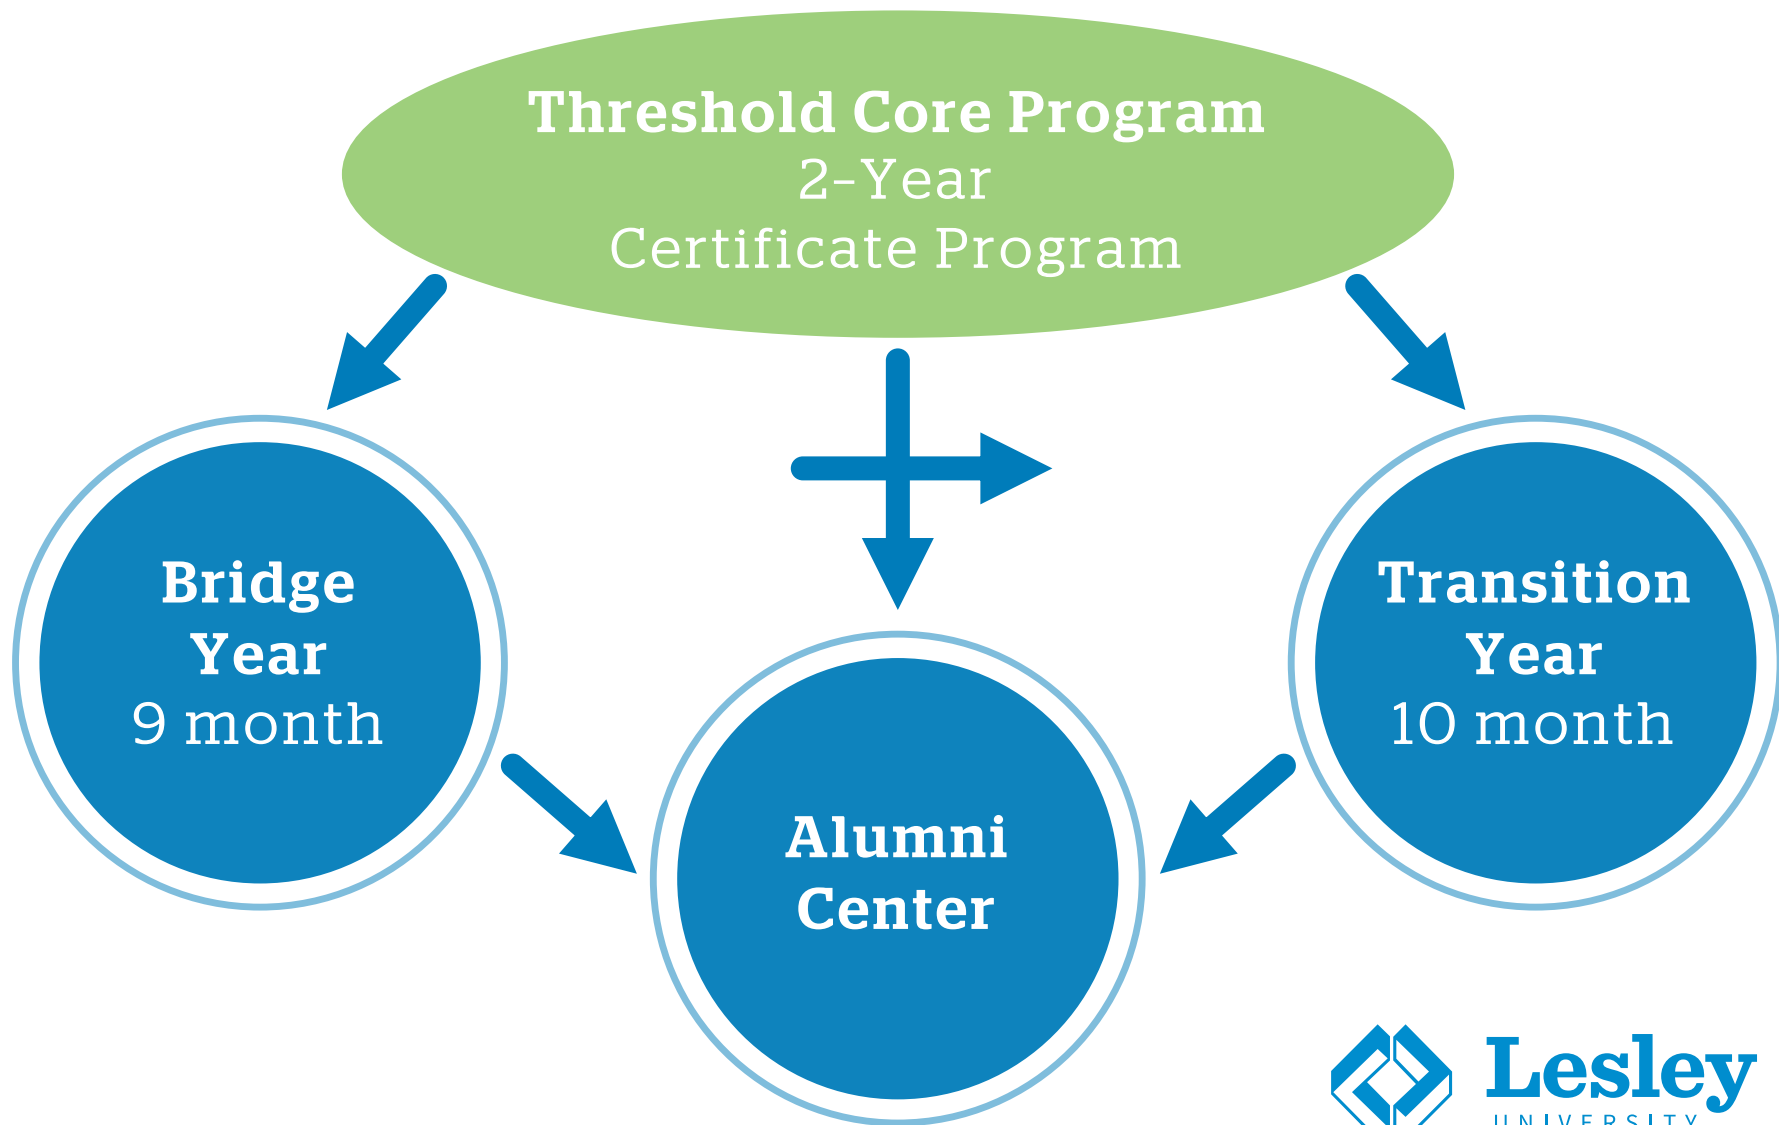 Threshold Core Program
2-Year
Certificate Program
Bridge
Year
9 month
Transition
Year
10 month
Alumni
Center
Lesley
UNIVERSITY